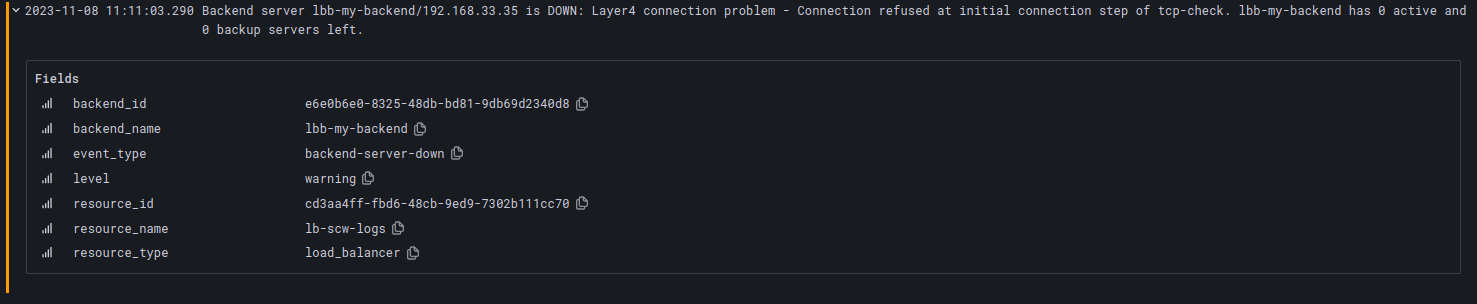 2023-11-08 11:11:03.290 Backend server lbb-my-backend/192.168.33.35 is DOWN: Layer4 connection problem - Connection refused at initial connection step of tcp-check. lbb-my-backend has 0 active and
0 backup servers left.
Fields
backend_id e6e0b6e0-8325-48db-bd81-9db69d2340d8
backend_name lbb-my-backend
event_type backend-server-down
level warning
resource_id cd3aa4ff-fbd6-48cb-9ed9-7302b111cc70
resource_name lb-scw-logs
resource_type load_balancer